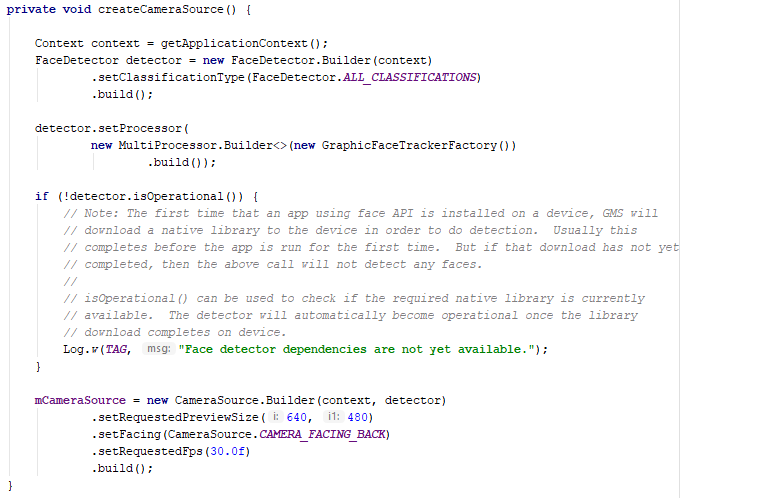 private void createCameraSource() {
Context context = getApplicationContext();
FaceDetector detector = new FaceDetector.Builder(context)
.setClassificationType(FaceDetector.ALL_CLASSIFICATIONS)
.build();
detector.setProcessor(
new MultiProcessor.Builder<>(new GraphicFaceTrackerFactory())
.build());
if (!detector.isOperational()) {
// Note: The first time that an app using face API is installed on a device, GMS will
// download a native library to the device in order to do detection.  Usually this
// completes before the app is run for the first time.  But if that download has not yet
// completed, then the above call will not detect any faces.
//
// isOperational() can be used to check if the required native library is currently
// available.  The detector will automatically become operational once the library
// download completes on device.
Log.w(TAG, msg: "Face detector dependencies are not yet available.");
}
mCameraSource = new CameraSource.Builder(context, detector)
.setRequestedPreviewSize( i: 640, i1: 480)
.setFacing(CameraSource.CAMERA_FACING_BACK)
.setRequestedFps(30.0f)
.build();
}